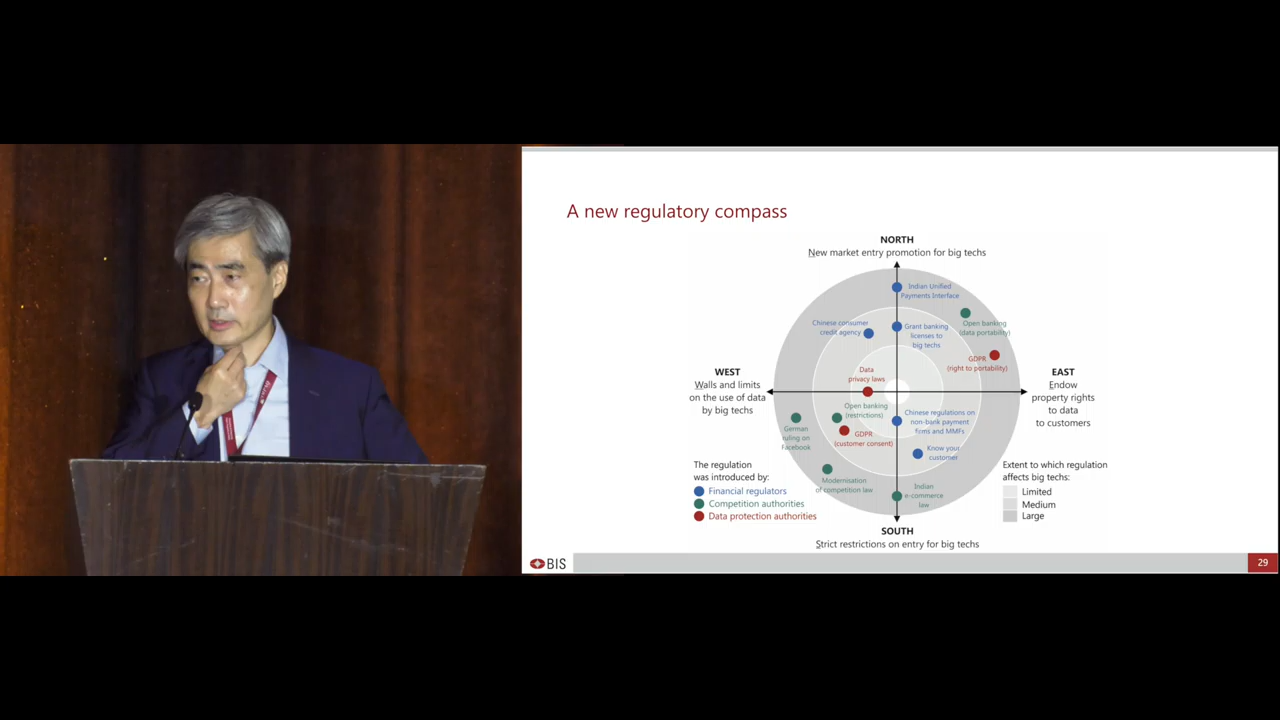 A new regulatory compass
NORTH
New market entry promotion for big techs
Indian Unified
Payments Interface
Open banking
(data portability)
Chinese consumer
credit agency
Grant banking
licenses to
big techs
GDPR
(right to portability)
Data
privacy laws
WEST
Walls and limits
on the use of data
by big techs
EAST
Endow
property rights
to data
to customers
Open banking
(restrictions)
Chinese regulations on
non-bank payment
firms and MMFs
German
ruling on
Facebook
GDPR
(customer consent)
Know your
customer
Modernisation
of competition law
Indian
e-commerce
law
The regulation
was introduced by:
Financial regulators
Competition authorities
Data protection authorities
Extent to which regulation
affects big techs:
Limited
Medium
Large
SOUTH
Strict restrictions on entry for big techs
BIS
29